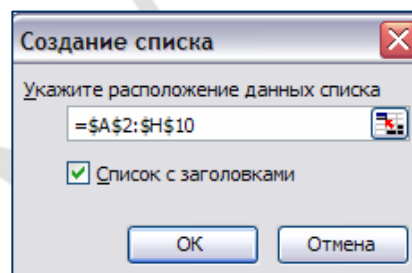 Создание списка
Укажите расположение данных списка
=$A$2:$H$10
Список с заголовками
ОК
Отмена